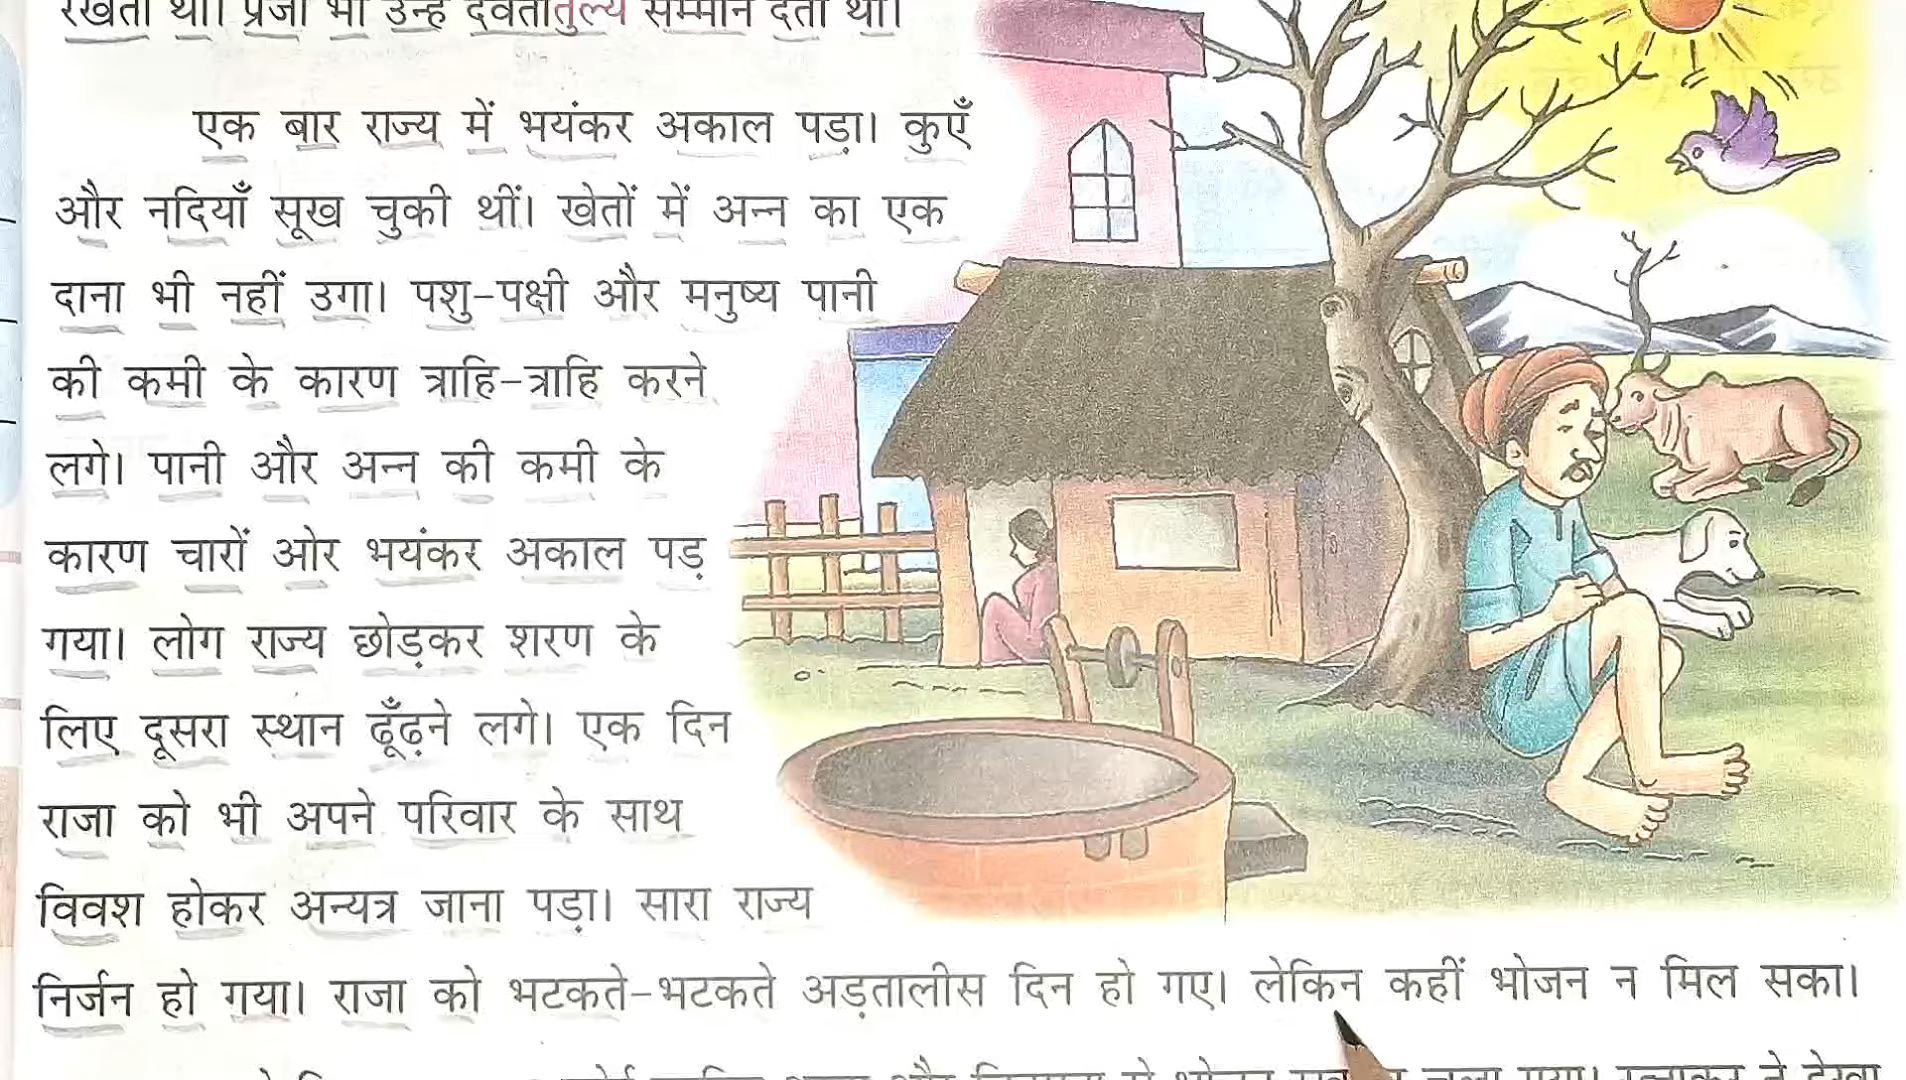 रखता था। प्रजा भी उन्हें देवतातुल्य सम्मान देती थी।
एक बार राज्य में भयंकर अकाल पड़ा। कुएँ
और नदियाँ सूख चुकी थीं। खेतों में अन्न का एक
दाना भी नहीं उगा। पशु-पक्षी और मनुष्य पानी
की कमी के कारण त्राहि-त्राहि करने
लगे। पानी और अन्न की कमी के
कारण चारों ओर भयंकर अकाल पड़
गया। लोग राज्य छोड़कर शरण के
लिए दूसरा स्थान ढूँढ़ने लगे। एक दिन
राजा को भी अपने परिवार के साथ
विवश होकर अन्यत्र जाना पड़ा। सारा राज्य
निर्जन हो गया। राजा को भटकते-भटकते अड़तालीस दिन हो गए। लेकिन कहीं भोजन न मिल सका।